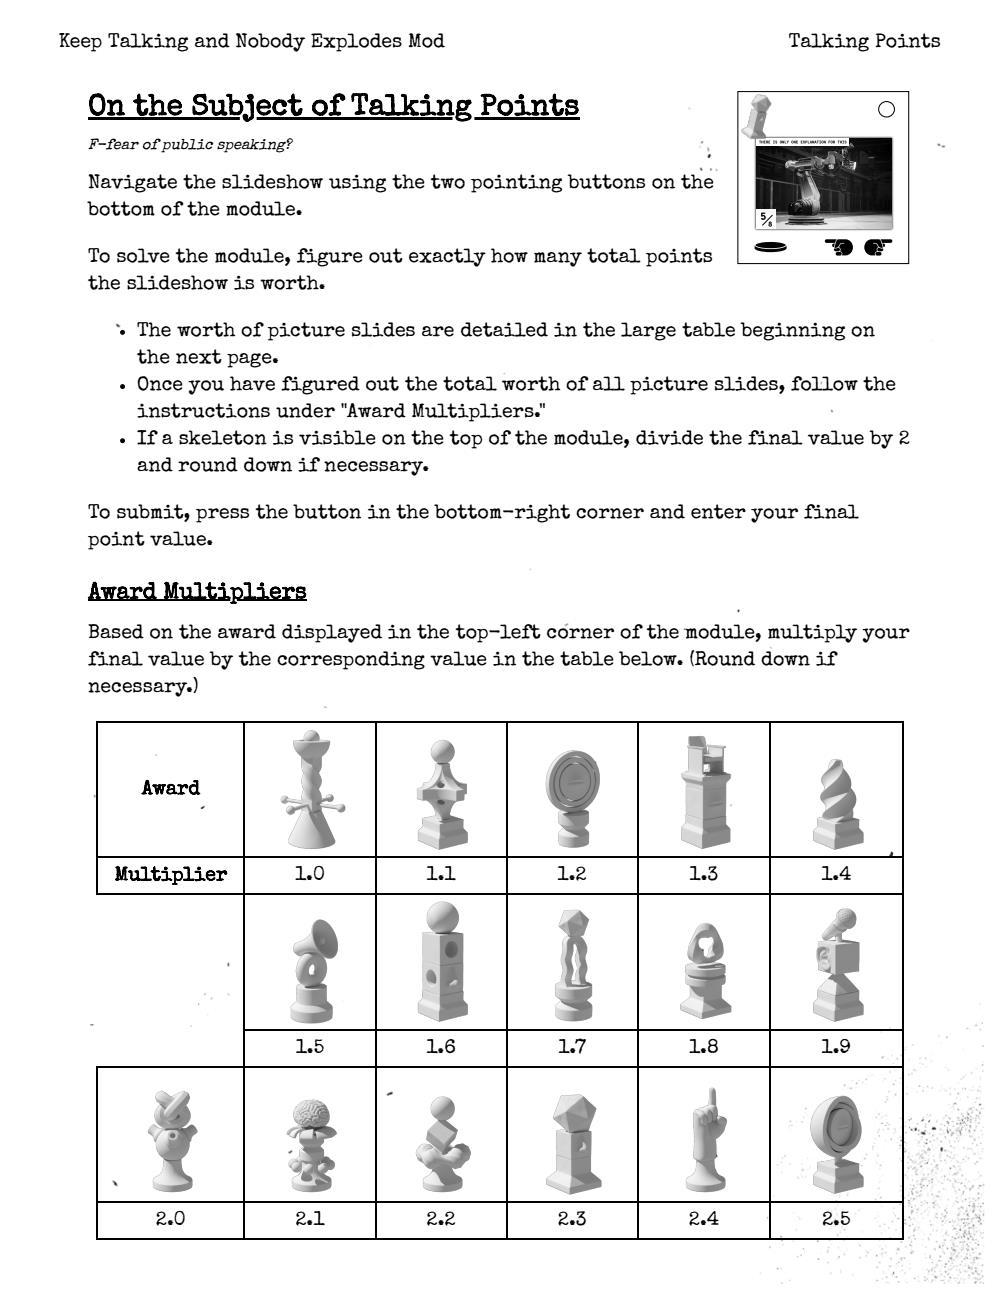 Keep Talking and Nobody Explodes Mod
Talking Points
On the Subject of Talking Points
F-fear of public speaking?
Navigate the slideshow using the two pointing buttons on the
bottom of the module.
To solve the module, figure out exactly how many total points
the slideshow is worth.
THERE IS ONLY ONE EXPLANATION FOR THIS
5/8
• The worth of picture slides are detailed in the large table beginning on
the next page.
• Once you have figured out the total worth of all picture slides, follow the
instructions under "Award Multipliers."
• If a skeleton is visible on the top of the module, divide the final value by 2
and round down if necessary.
To submit, press the button in the bottom-right corner and enter your final
point value.
Award Multipliers
Based on the award displayed in the top-left corner of the module, multiply your
final value by the corresponding value in the table below. (Round down if
necessary.)
Award
Multiplier 1.0 1.1 1.2 1.3 1.4
1.5 1.6 1.7 1.8 1.9
2.0 2.1 2.2 2.3 2.4 2.5